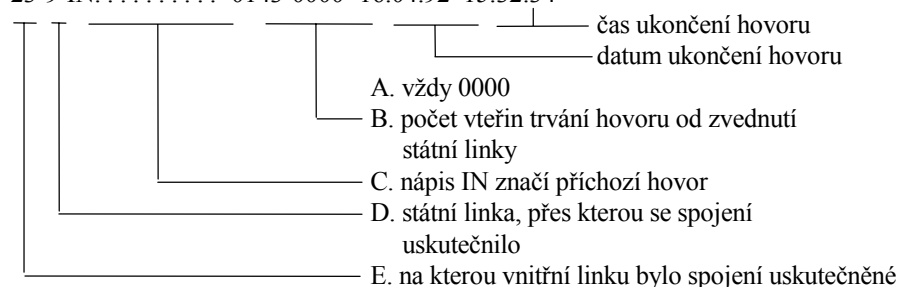 čas ukončení hovoru
datum ukončení hovoru
A. vždy 0000
B. počet vteřin trvání hovoru od zvednutí
státní linky
C. nápis IN značí příchozí hovor
D. státní linka, přes kterou se spojení
uskutečnilo
E. na kterou vnitřní linku bylo spojení uskutečněné